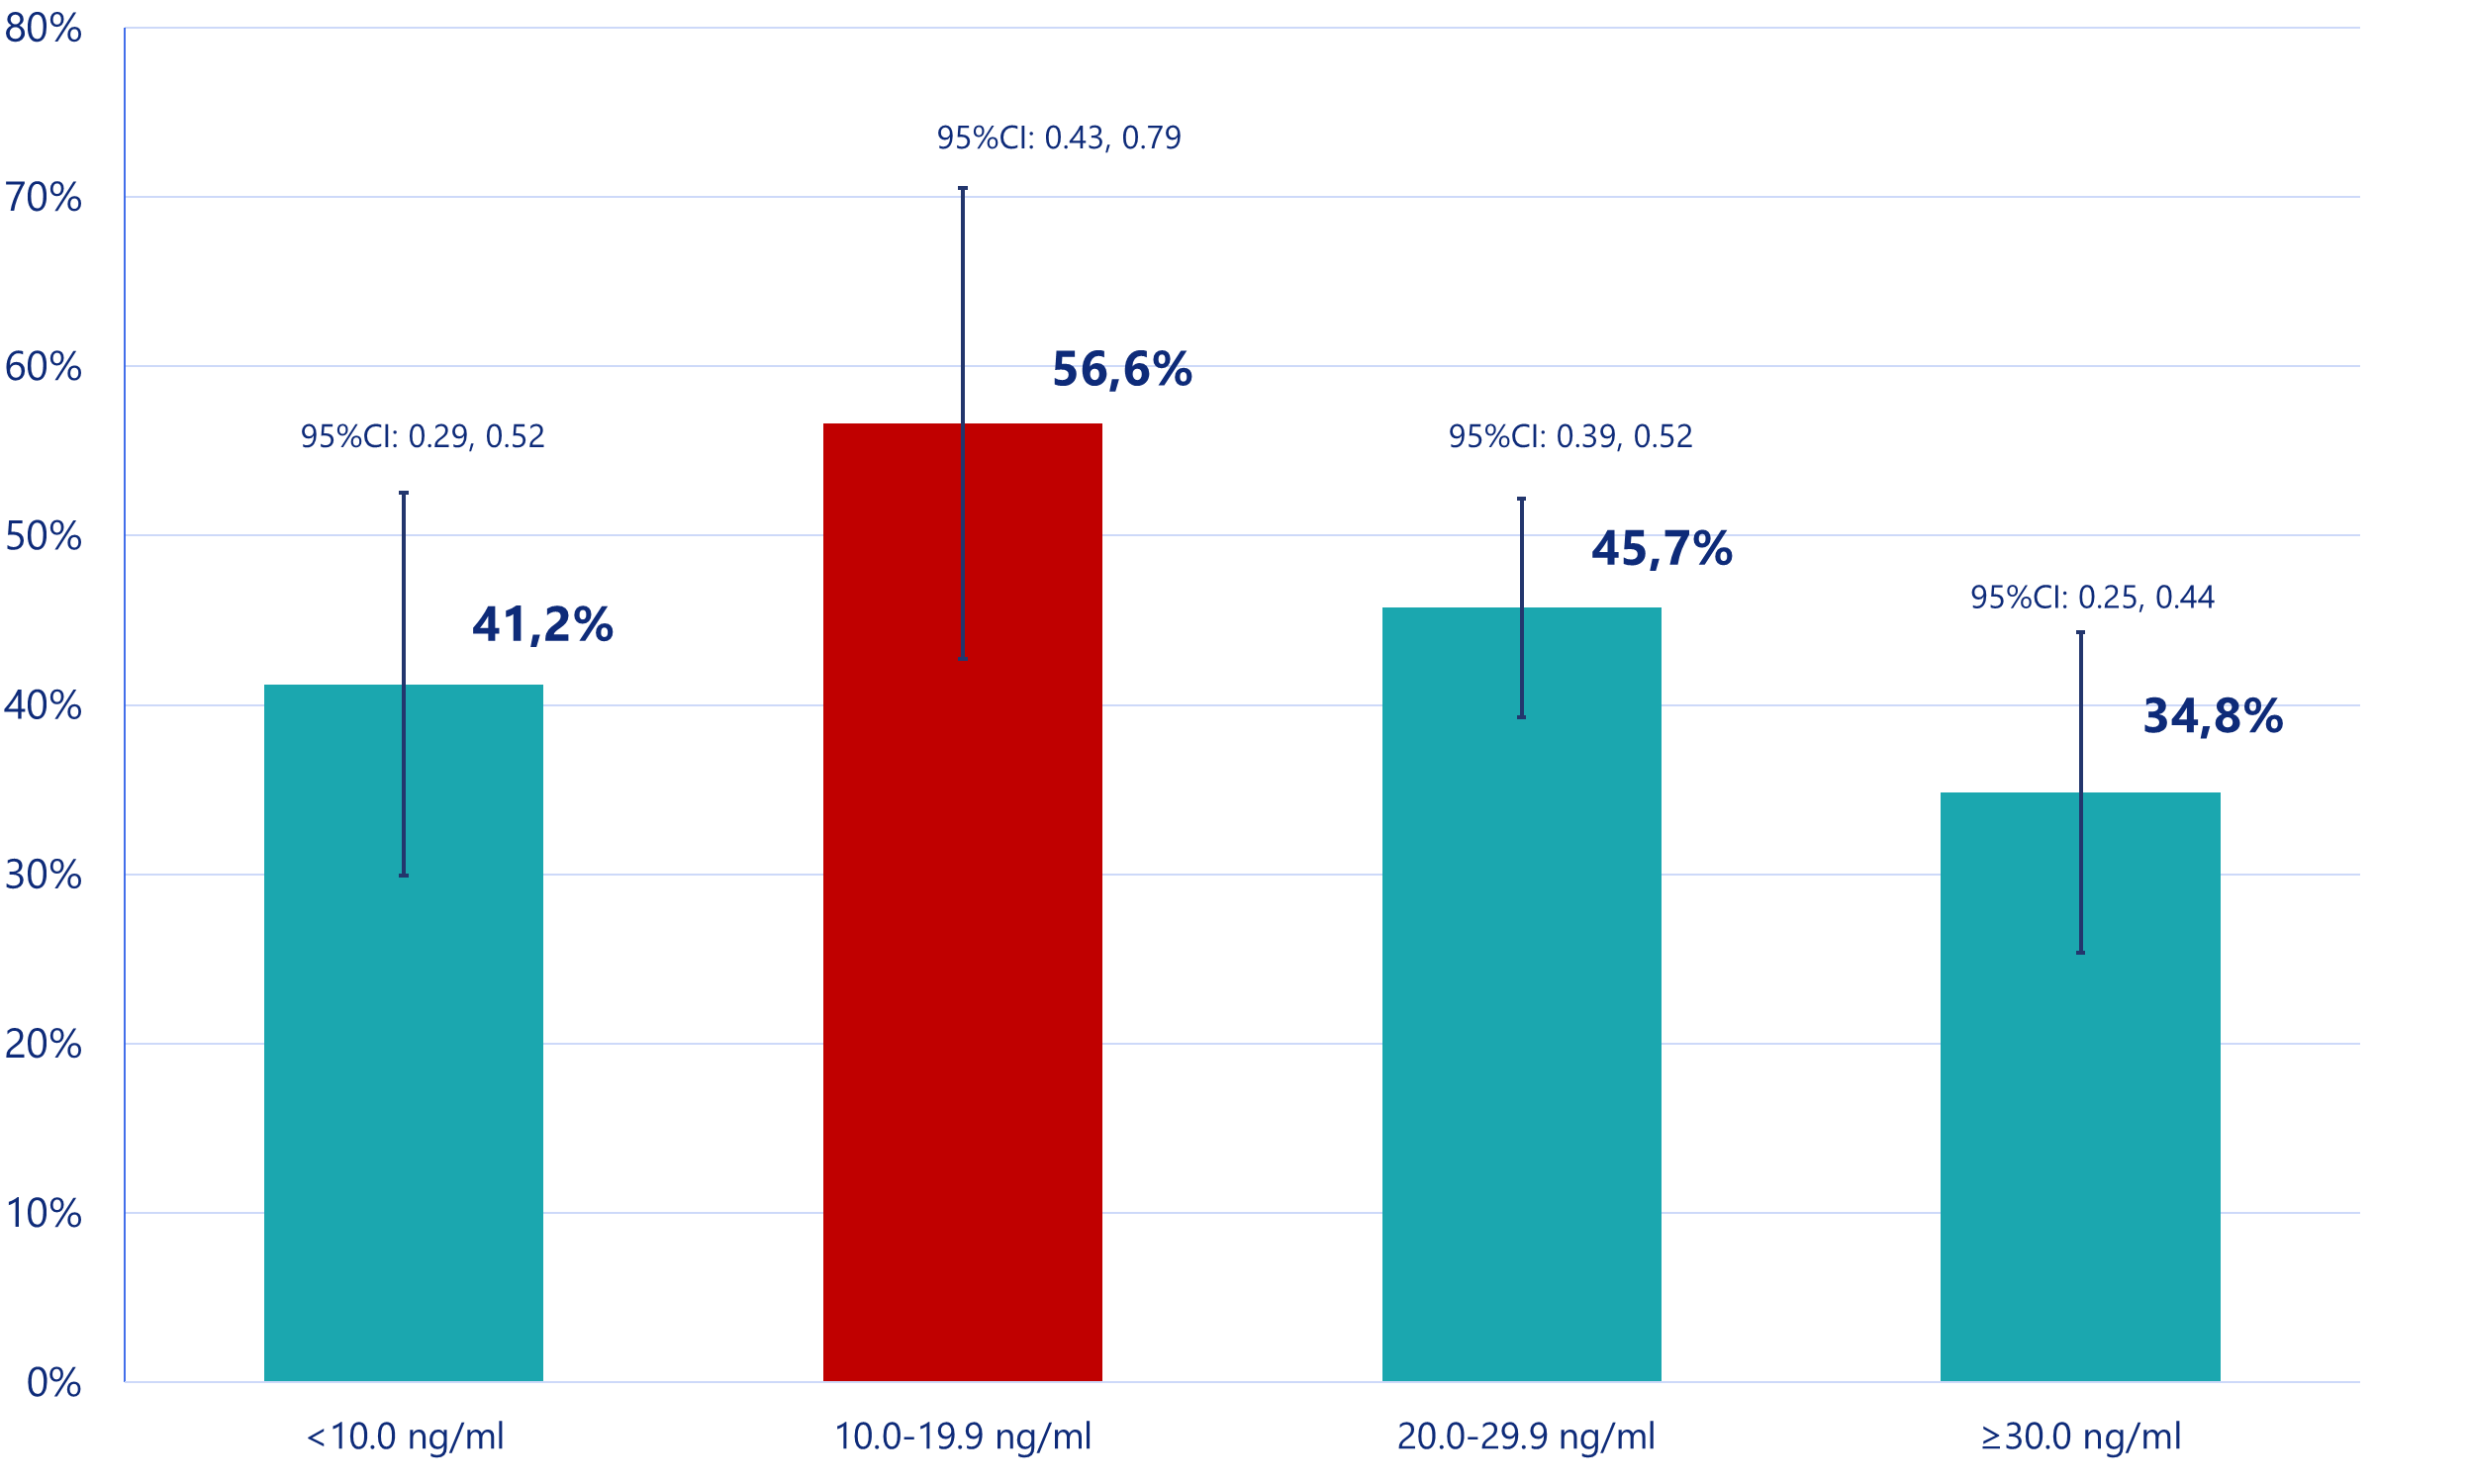 80%
95%CI: 0.43, 0.79
70%
60%
56,6%
95%CI: 0.29, 0.52
95%CI: 0.39, 0.52
50%
45,7%
95%CI: 0.25, 0.44
41,2%
40%
34,8%
30%
20%
10%
0%
<10.0 ng/ml
10.0-19.9 ng/ml
20.0-29.9 ng/ml
≥30.0 ng/ml